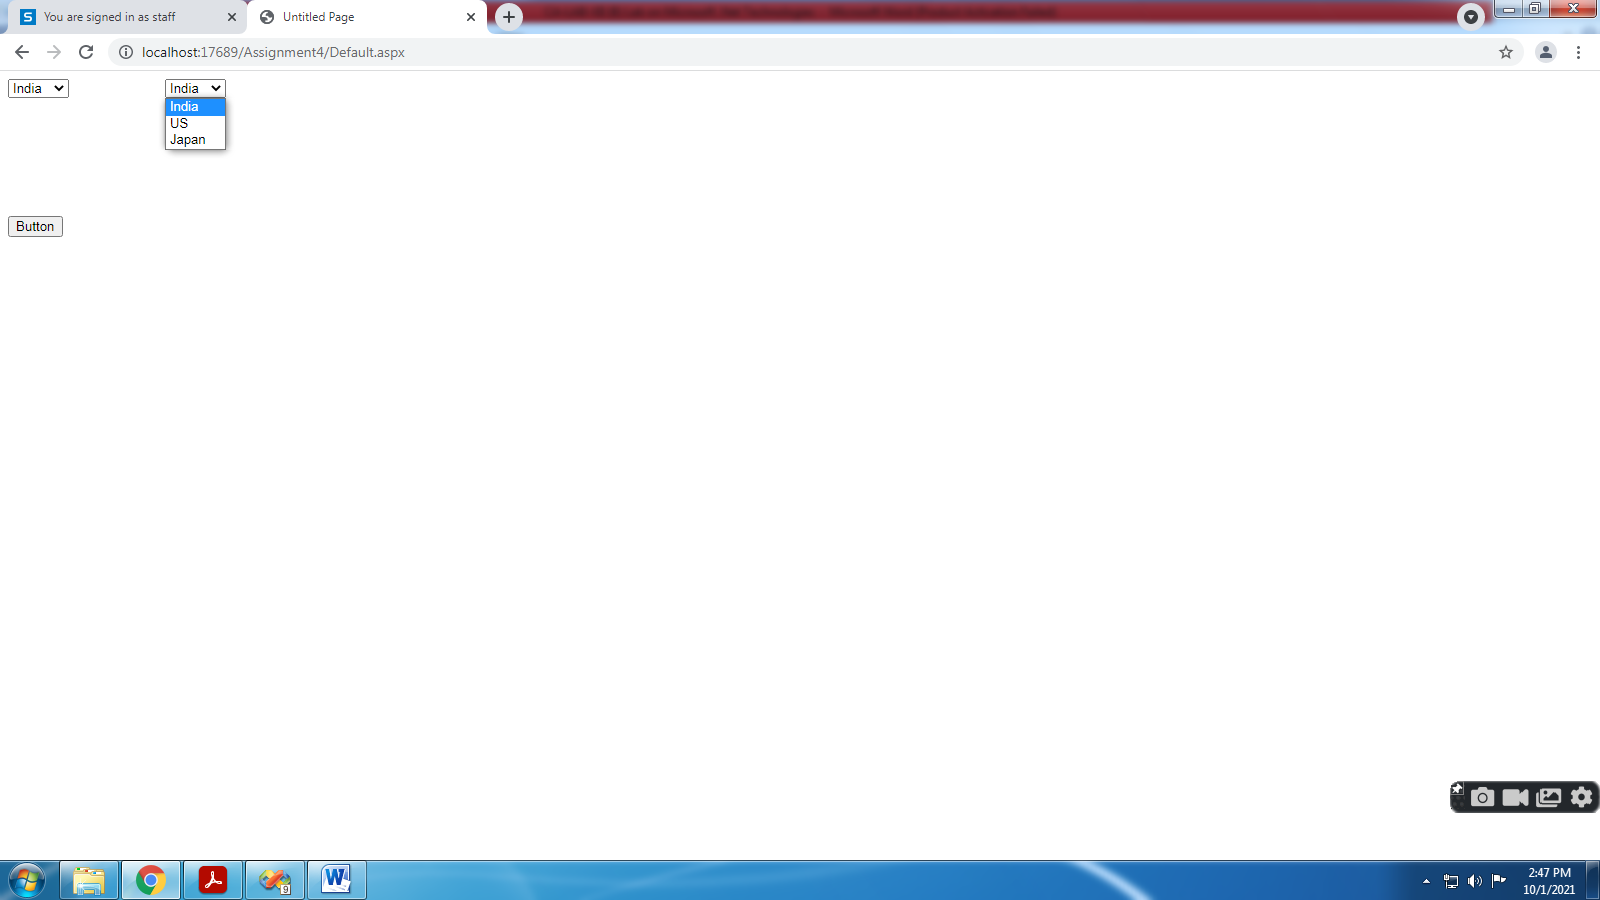 You are signed in as staff
Untitled Page
localhost:17689/Assignment4/Default.aspx
India India
India
US
Japan
Button
9
2:47 PM
10/1/2021